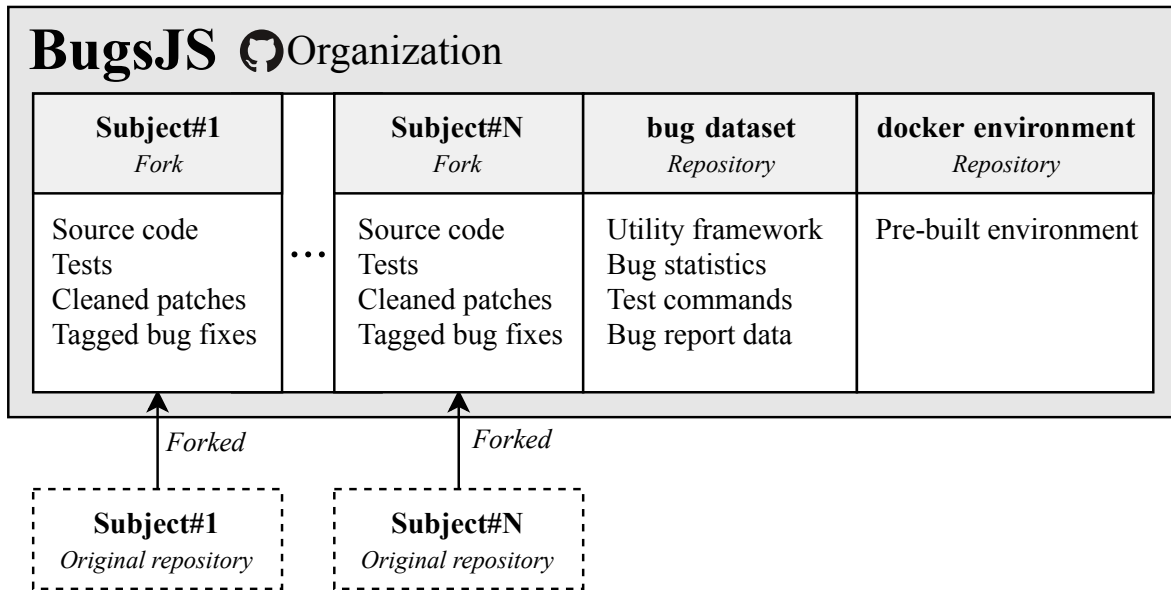 BugsJS Organization
Subject#1
Fork
Source code
Tests
Cleaned patches
Tagged bug fixes
...
Subject#N
Fork
Source code
Tests
Cleaned patches
Tagged bug fixes
bug dataset
Repository
Utility framework
Bug statistics
Test commands
Bug report data
docker environment
Repository
Pre-built environment
Forked
Forked
Subject#1
Original repository
Subject#N
Original repository